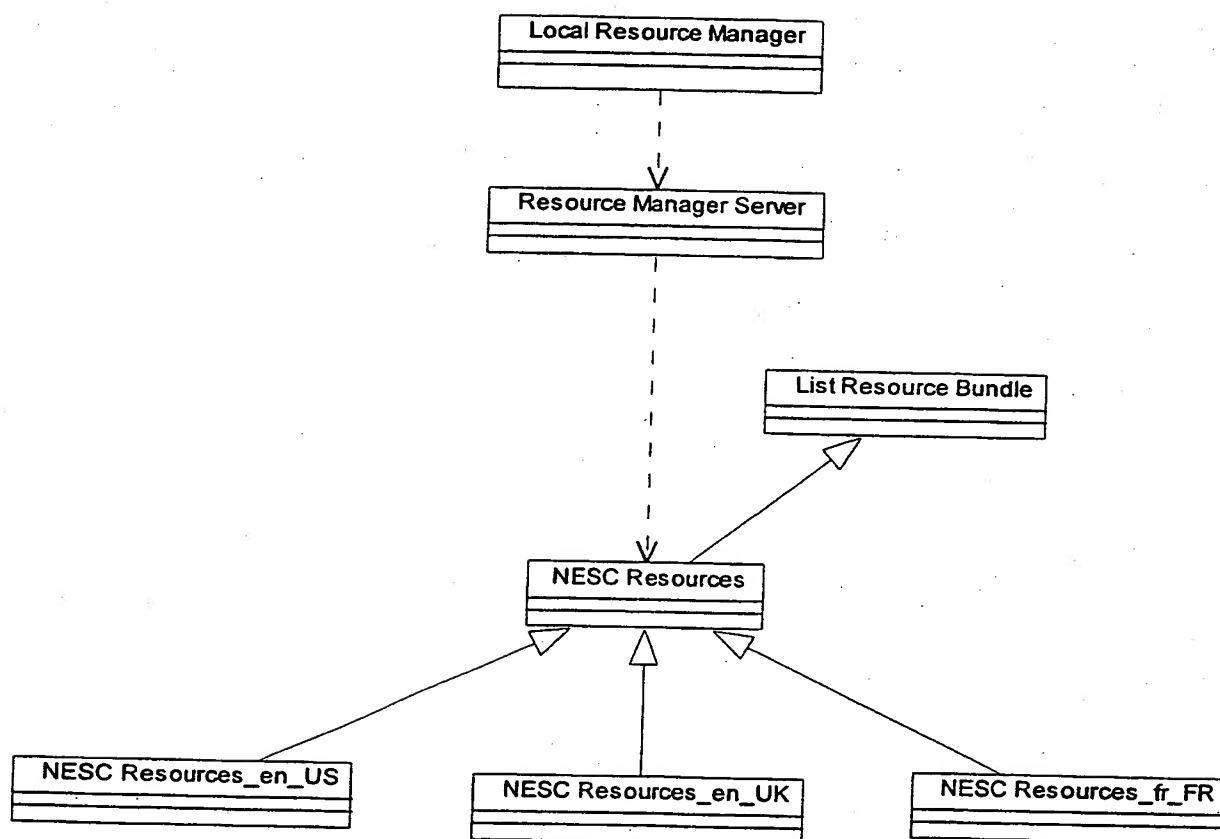 Local Resource Manager
Resource Manager Server
List Resource Bundle
NESC Resources
NESC Resources_en_US
NESC Resources_en_UK
NESC Resources_fr_FR